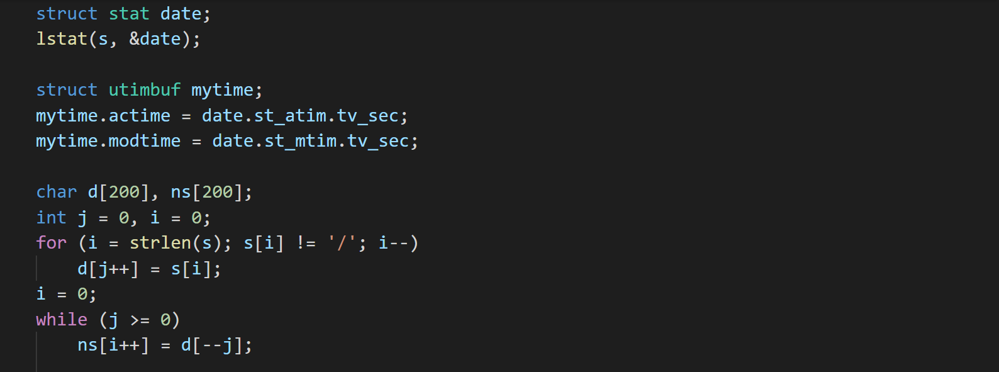 struct stat date;
lstat(s, &date);
struct utimbuf mytime;
mytime.actime = date.st_atim.tv_sec;
mytime.modtime = date.st_mtim.tv_sec;
char d[200], ns[200];
int j = 0, i = 0;
for (i = strlen(s); s[i] != '/'; i--)
    d[j++] = s[i];
i = 0;
while (j >= 0)
    ns[i++] = d[--j];